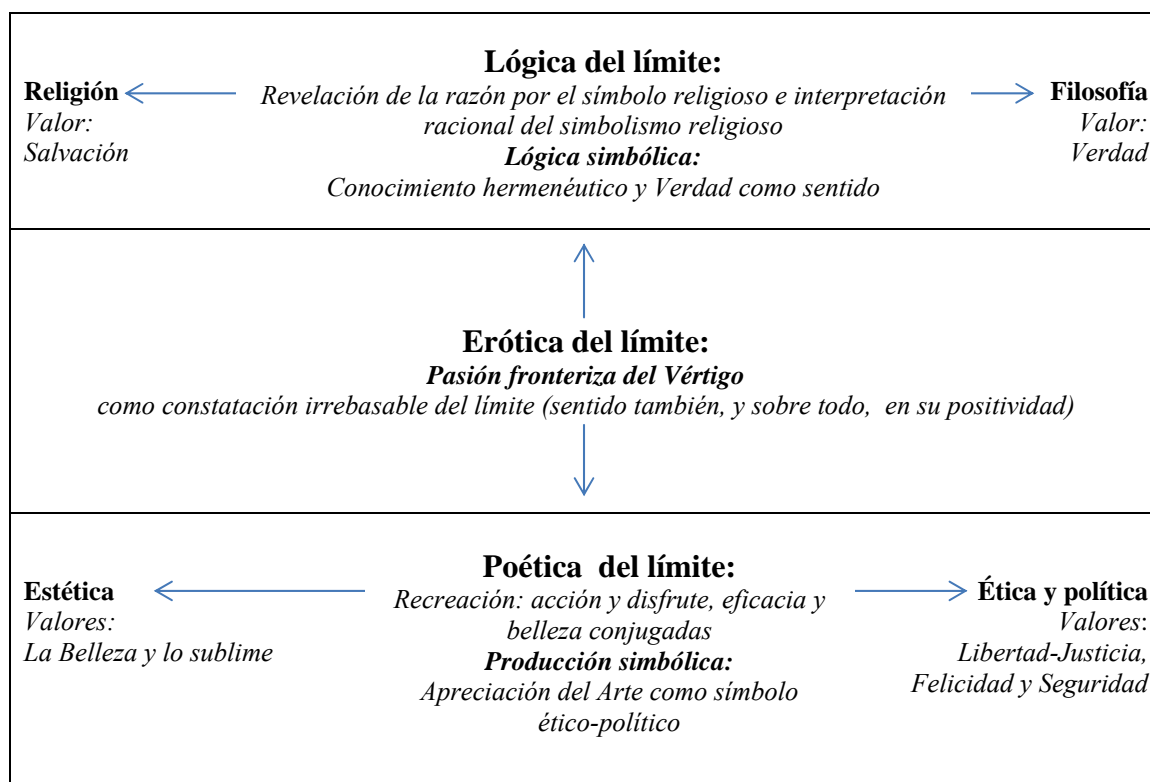 Lógica del límite:
Religión
Valor:
Salvación
Revelación de la razón por el símbolo religioso e interpretación
racional del simbolismo religioso
Lógica simbólica:
Conocimiento hermenéutico y Verdad como sentido
Filosofía
Valor:
Verdad
Erótica del límite:
Pasión fronteriza del Vértigo
como constatación irrebasable del límite (sentido también, y sobre todo, en su positividad)
Poética del límite:
Estética
Valores:
La Belleza y lo sublime
Recreación: acción y disfrute, eficacia y
belleza conjugadas
Producción simbólica:
Apreciación del Arte como símbolo
ético-político
Ética y política
Valores:
Libertad-Justicia,
Felicidad y Seguridad